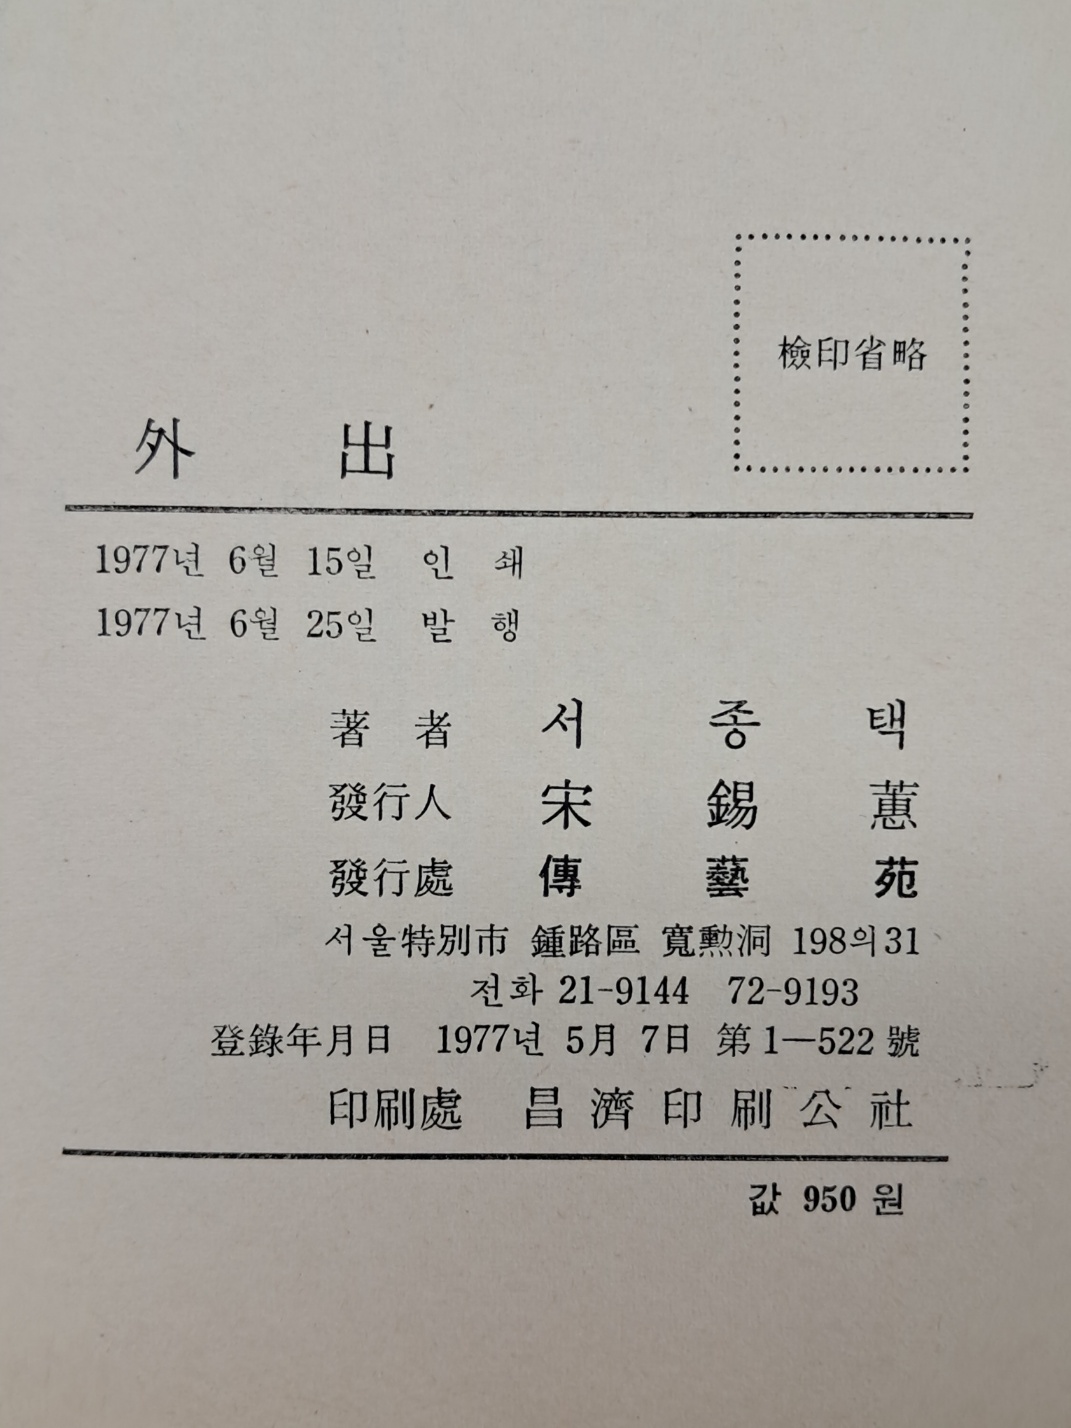 檢印省略
外 出
1977년 6월 15일 인 쇄
1977년 6월 25일 발 행
著 者 서 종 택
發行人 宋 錫 蕙
發行處 傳 藝 苑
서울特別市 鍾路區 寬勳洞 198의31
전화 21-9144 72-9193
登錄年月日 1977년 5月 7日 第1—522號
印刷處 昌濟印刷公社
값 950원